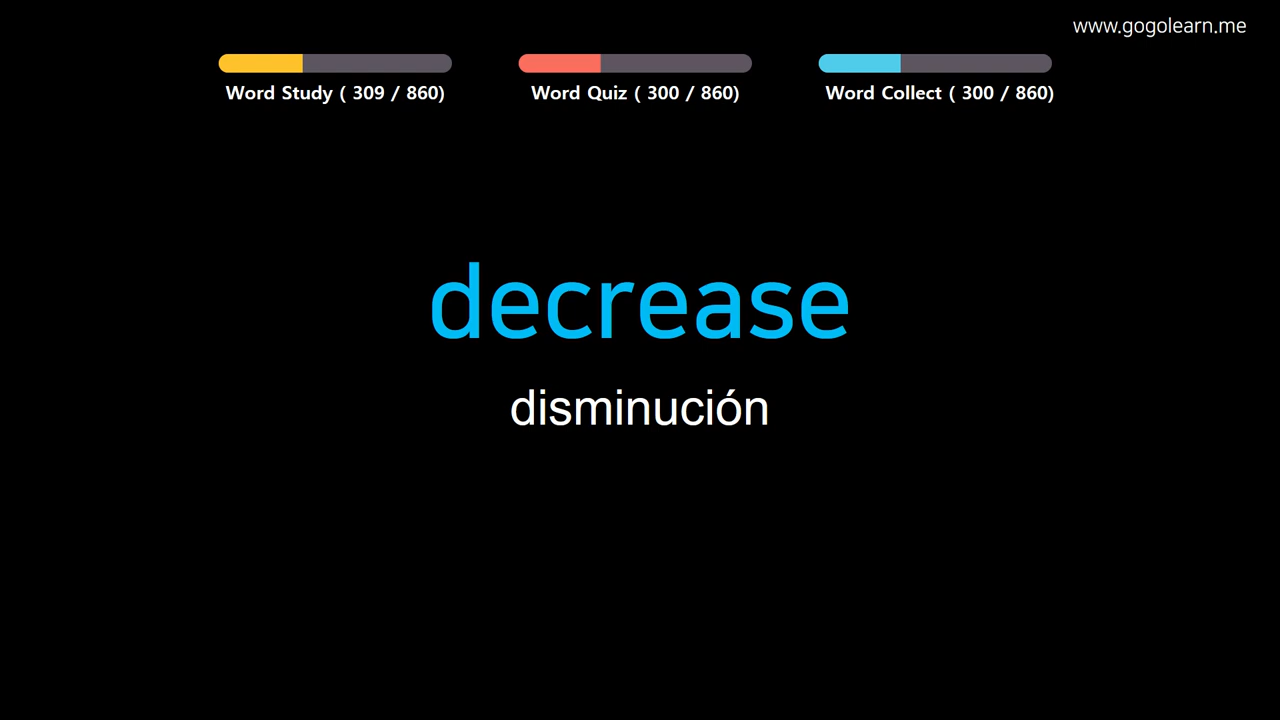 www.gogolearn.me
Word Study ( 309 / 860)
Word Quiz ( 300 / 860)
Word Collect ( 300 / 860)
decrease
disminución